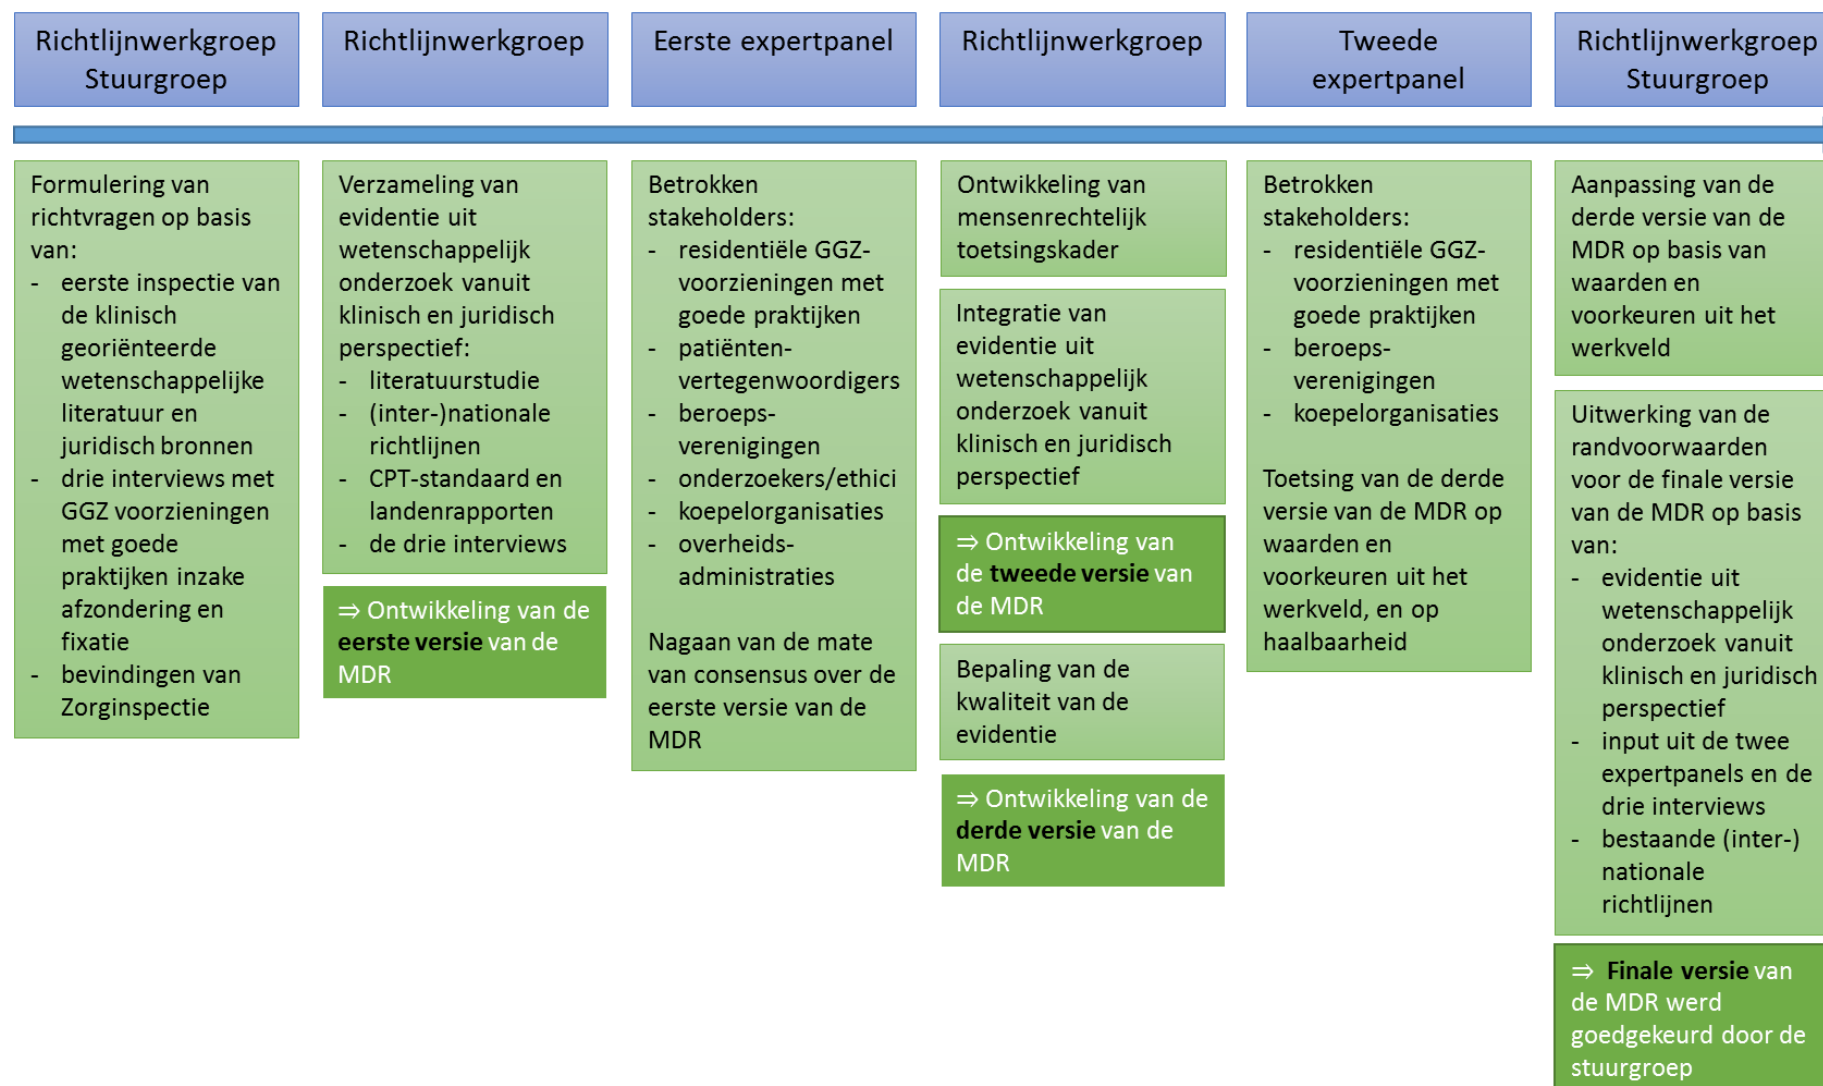 Richtlijnwerkgroep
Stuurgroep
Richtlijnwerkgroep
Eerste expertpanel
Richtlijnwerkgroep
Tweede
expertpanel
Richtlijnwerkgroep
Stuurgroep
Formulering van
richtvragen op basis
van:
- eerste inspectie van
de klinisch
georiënteerde
wetenschappelijke
literatuur en
juridisch bronnen
- drie interviews met
GGZ voorzieningen
met goede
praktijken inzake
afzondering en
fixatie
- bevindingen van
Zorginspectie
Verzameling van
evidentie uit
wetenschappelijk
onderzoek vanuit
klinisch en juridisch
perspectief:
- literatuurstudie
- (inter-)nationale
richtlijnen
- CPT-standaard en
landenrapporten
- de drie interviews
⇒ Ontwikkeling van de
eerste versie van de
MDR
Betrokken
stakeholders:
- residentiële GGZ-
voorzieningen met
goede praktijken
- patiënten-
vertegenwoordigers
- beroeps-
verenigingen
- onderzoekers/ethici
- koepelorganisaties
- overheids-
administraties
Nagaan van de mate
van consensus over de
eerste versie van de
MDR
Ontwikkeling van
mensenrechtelijk
toetsingskader
Integratie van
evidentie uit
wetenschappelijk
onderzoek vanuit
klinisch en juridisch
perspectief
⇒ Ontwikkeling van
de tweede versie van
de MDR
Bepaling van de
kwaliteit van de
evidentie
⇒ Ontwikkeling van de
derde versie van de
MDR
Betrokken
stakeholders:
- residentiële GGZ-
voorzieningen met
goede praktijken
- beroeps-
verenigingen
- koepelorganisaties
Toetsing van de derde
versie van de MDR op
waarden en
voorkeuren uit het
werkveld, en op
haalbaarheid
Aanpassing van de
derde versie van de
MDR op basis van
waarden en
voorkeuren uit het
werkveld
Uitwerking van de
randvoorwaarden
voor de finale versie
van de MDR op basis
van:
- evidentie uit
wetenschappelijk
onderzoek vanuit
klinisch en juridisch
perspectief
- input uit de twee
expertpanels en de
drie interviews
- bestaande (inter-)
nationale
richtlijnen
⇒ Finale versie van
de MDR werd
goedgekeurd door de
stuurgroep